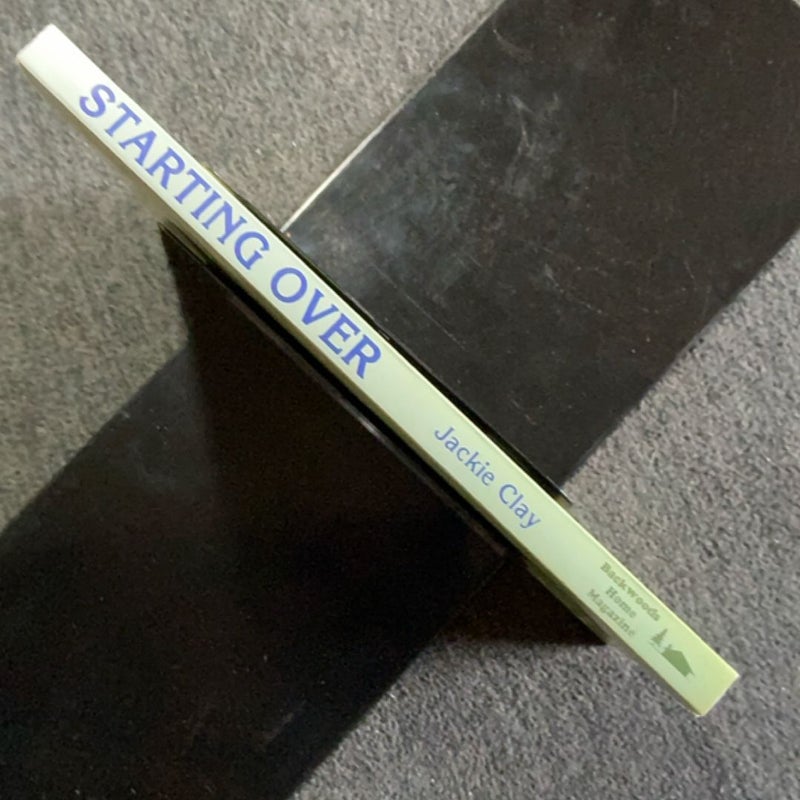 STARTING OVER
Jackie Clay
Backwoods
Home
Magazine